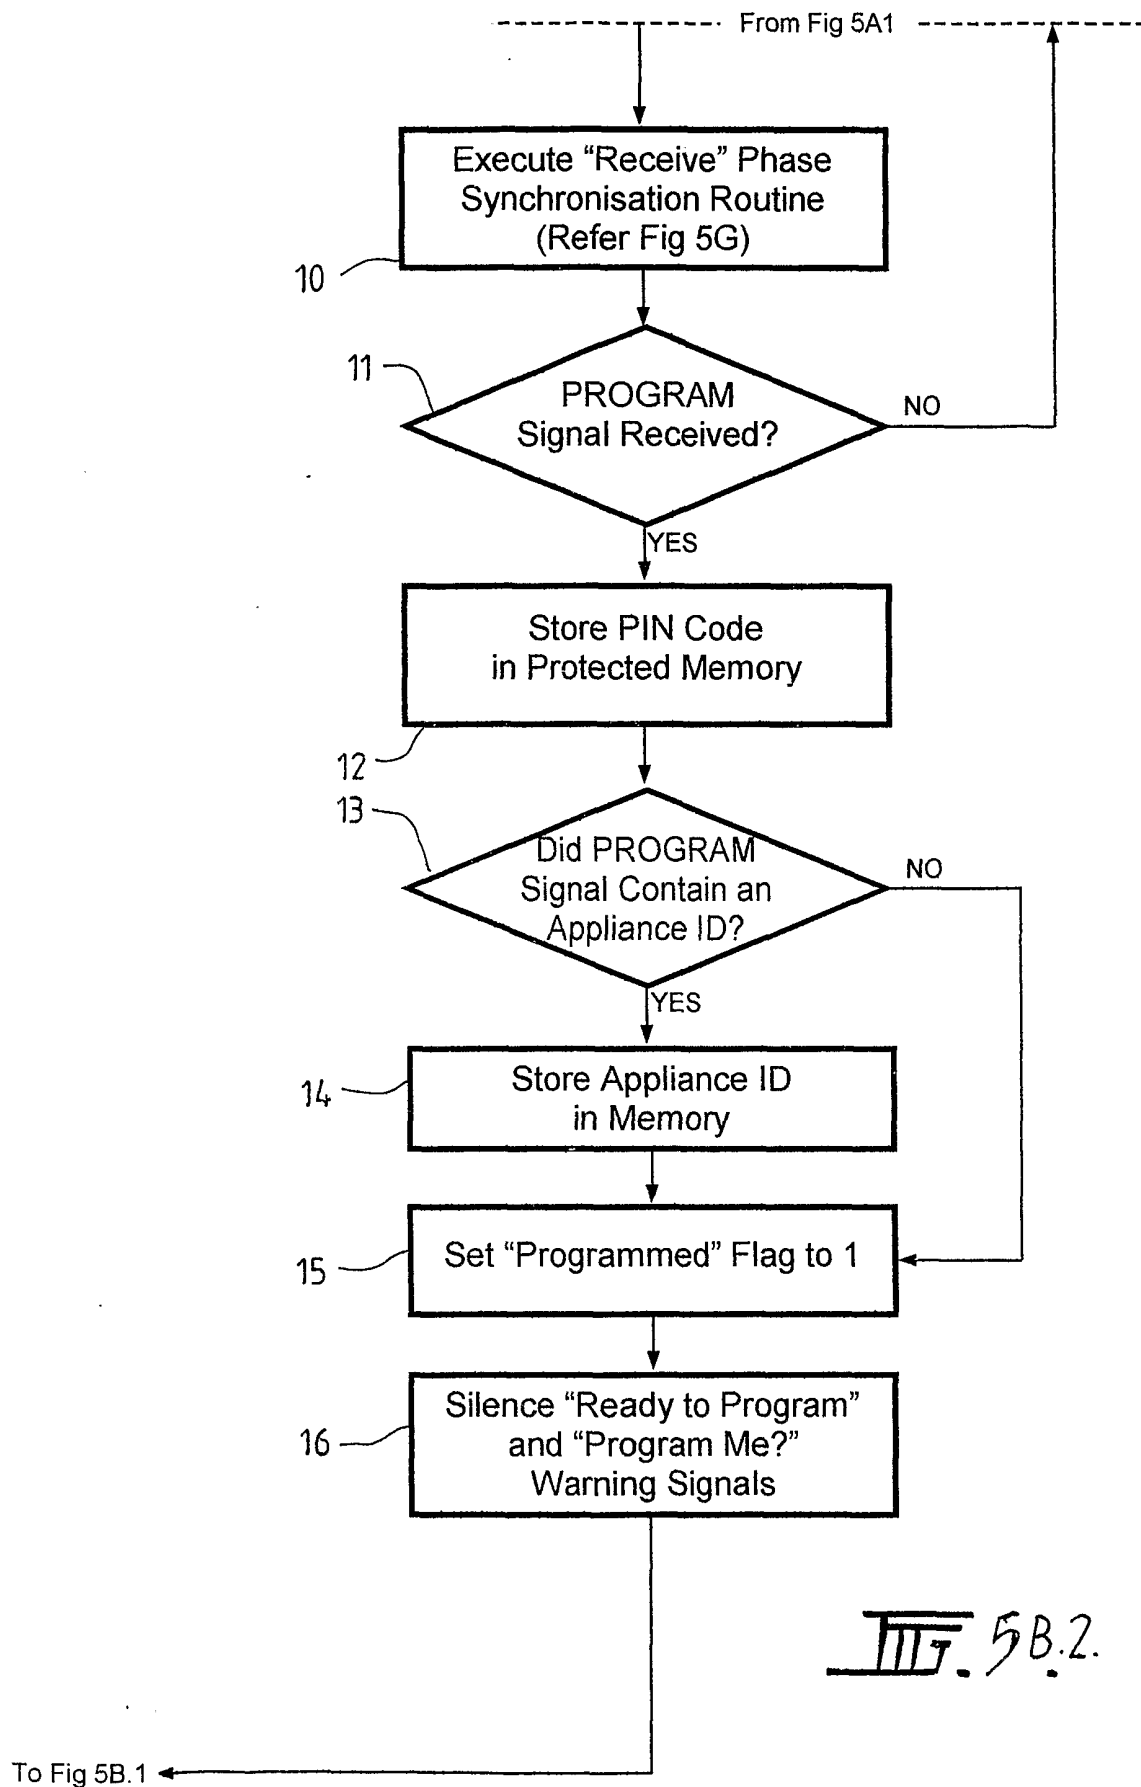 From Fig 5A1
Execute “Receive” Phase
Synchronisation Routine
(Refer Fig 5G)
10
11
PROGRAM
Signal Received?
NO
YES
Store PIN Code
in Protected Memory
12
13
Did PROGRAM
Signal Contain an
Appliance ID?
NO
YES
Store Appliance ID
in Memory
14
Set “Programmed” Flag to 1
15
Silence “Ready to Program”
and “Program Me?”
Warning Signals
16
FIG. 5B.2.
To Fig 5B.1